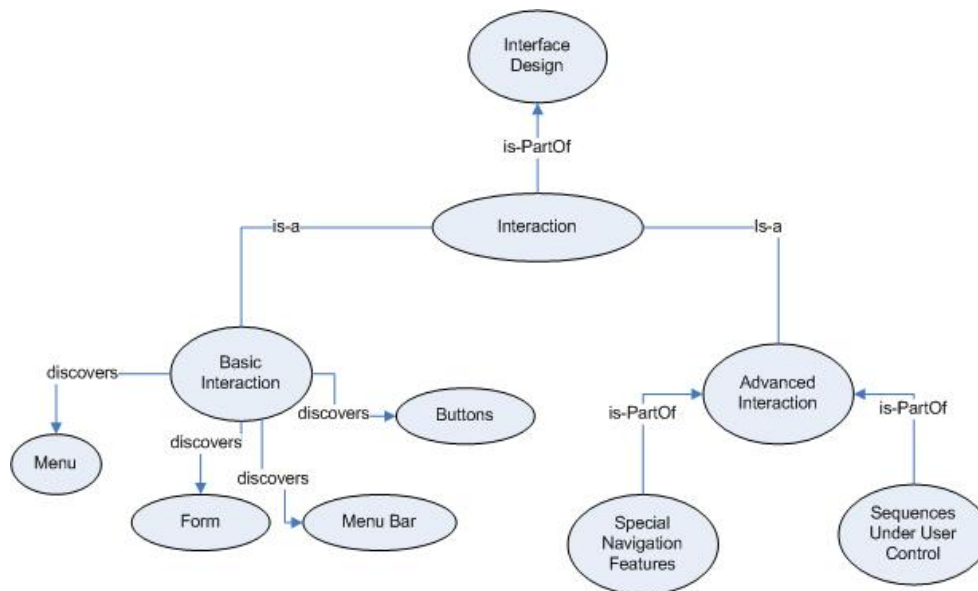 Interface
Design
is-PartOf
Interaction
is-a
Is-a
Basic
Interaction
discovers
discovers
Buttons
Advanced
Interaction
is-PartOf
is-PartOf
discovers
discovers
Menu
Form
Menu Bar
Special
Navigation
Features
Sequences
Under User
Control